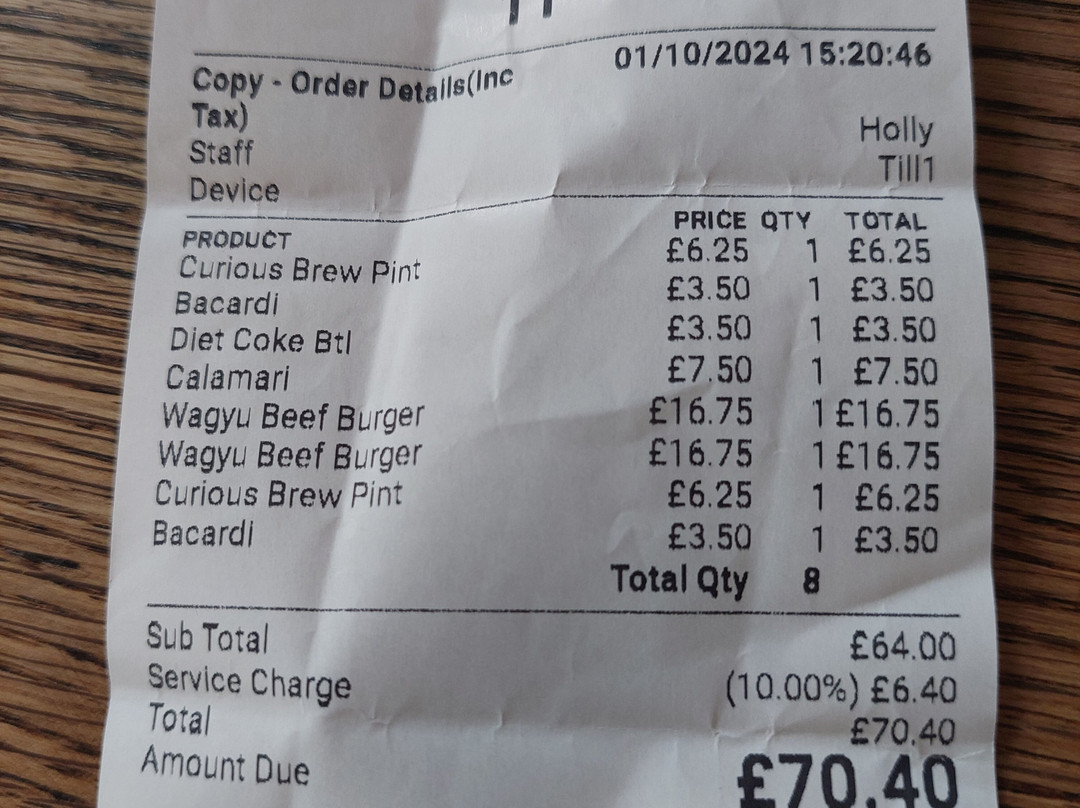 01/10/2024 15:20:46
Copy - Order Details(Inc
Tax)
Staff Holly
Device Till1
PRODUCT PRICE QTY TOTAL
Curious Brew Pint £6.25 1 £6.25
Bacardi £3.50 1 £3.50
Diet Coke Btl £3.50 1 £3.50
Calamari £7.50 1 £7.50
Wagyu Beef Burger £16.75 1 £16.75
Wagyu Beef Burger £16.75 1 £16.75
Curious Brew Pint £6.25 1 £6.25
Bacardi £3.50 1 £3.50
Total Qty 8
Sub Total £64.00
Service Charge (10.00%) £6.40
Total £70.40
Amount Due £70.40